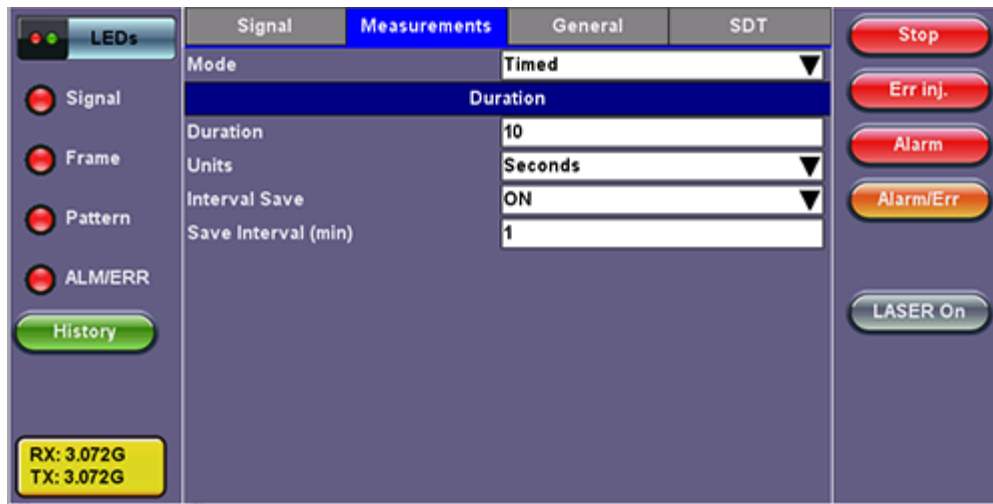 LEDs
Signal
Frame
Pattern
ALM/ERR
History
RX: 3.072G
TX: 3.072G
Signal Measurements General SDT
Mode Timed
Duration
Duration 10
Units Seconds
Interval Save ON
Save Interval (min) 1
Stop
Err inj.
Alarm
Alarm/Err
LASER On